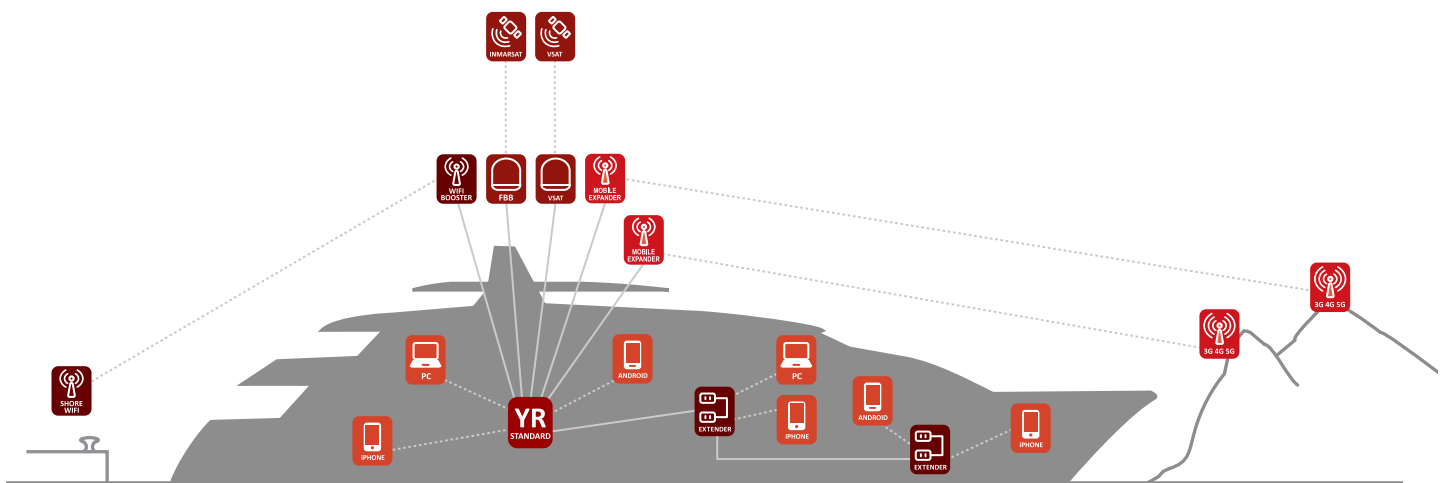 INMARSAT
VSAT
WIFI
BOOSTER
FBB
VSAT
MOBILE
EXPANDER
MOBILE
EXPANDER
3G 4G 5G
3G 4G 5G
SHORE
WIFI
PC
ANDROID
PC
ANDROID
iPHONE
YR
STANDARD
EXTENDER
iPHONE
iPHONE
EXTENDER